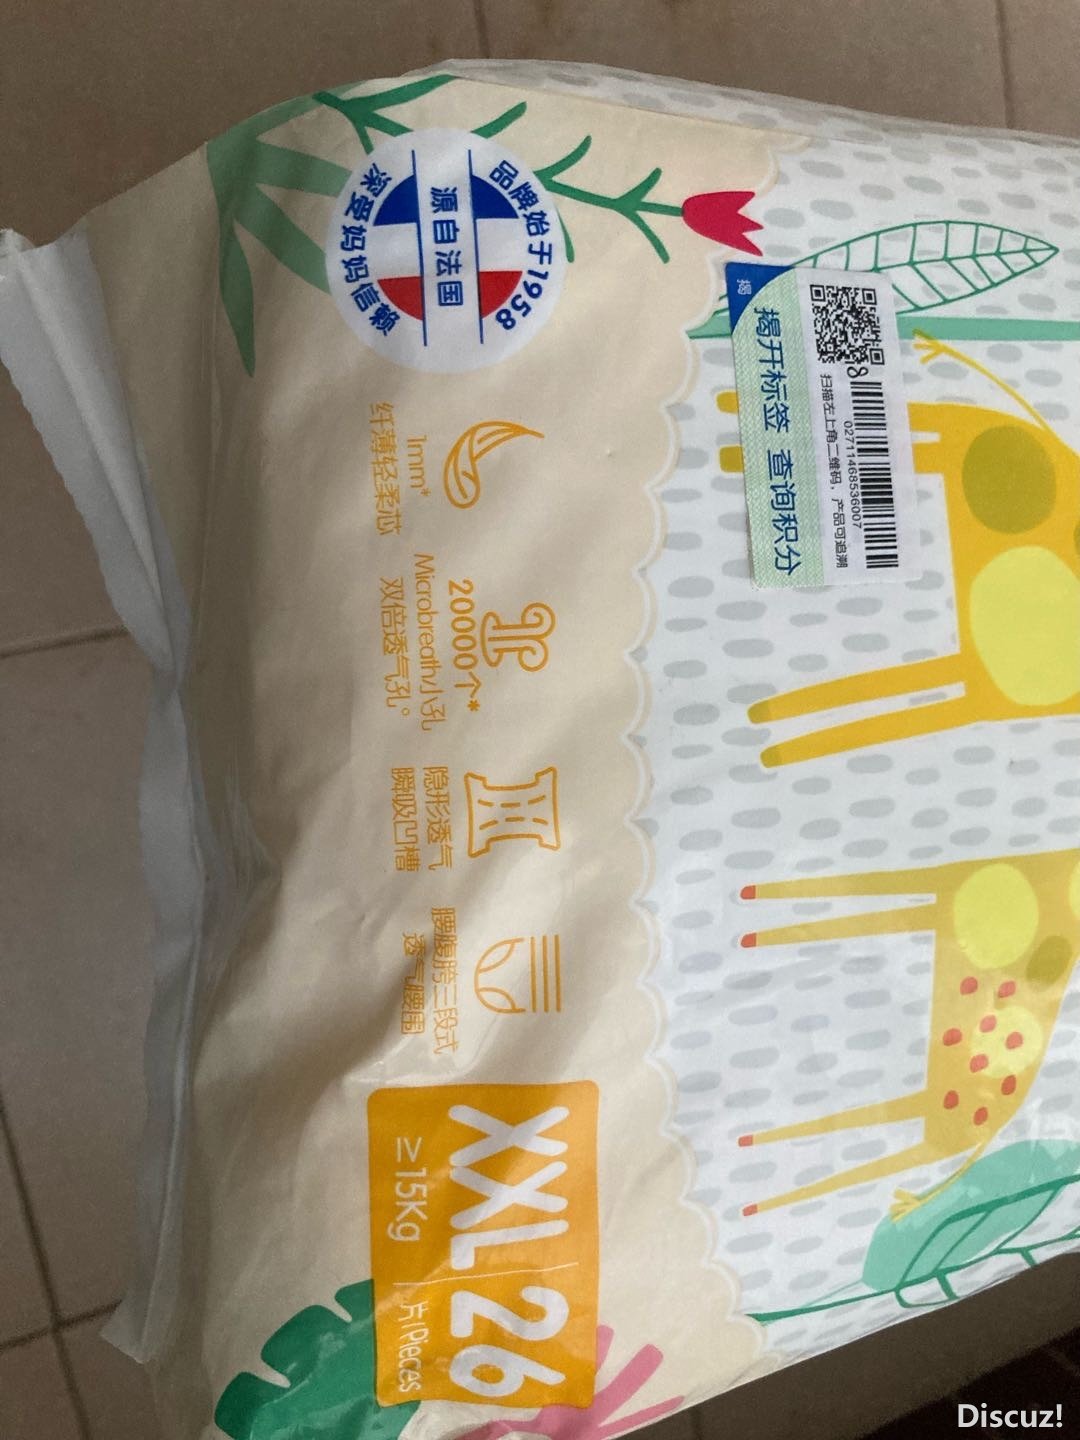 品牌始于1958
源自法国
深受妈妈信赖
揭
揭开标签 查询积分
扫描左上角二维码，产品可追溯
02711468536007
1mm*
纤薄轻柔芯
20000个*
Microbreath小孔
双倍透气孔。
隐形透气
瞬吸凹槽
腰腹胯三段式
透气腰围
XXL 26
≥15Kg 片/Pieces
Discuz!